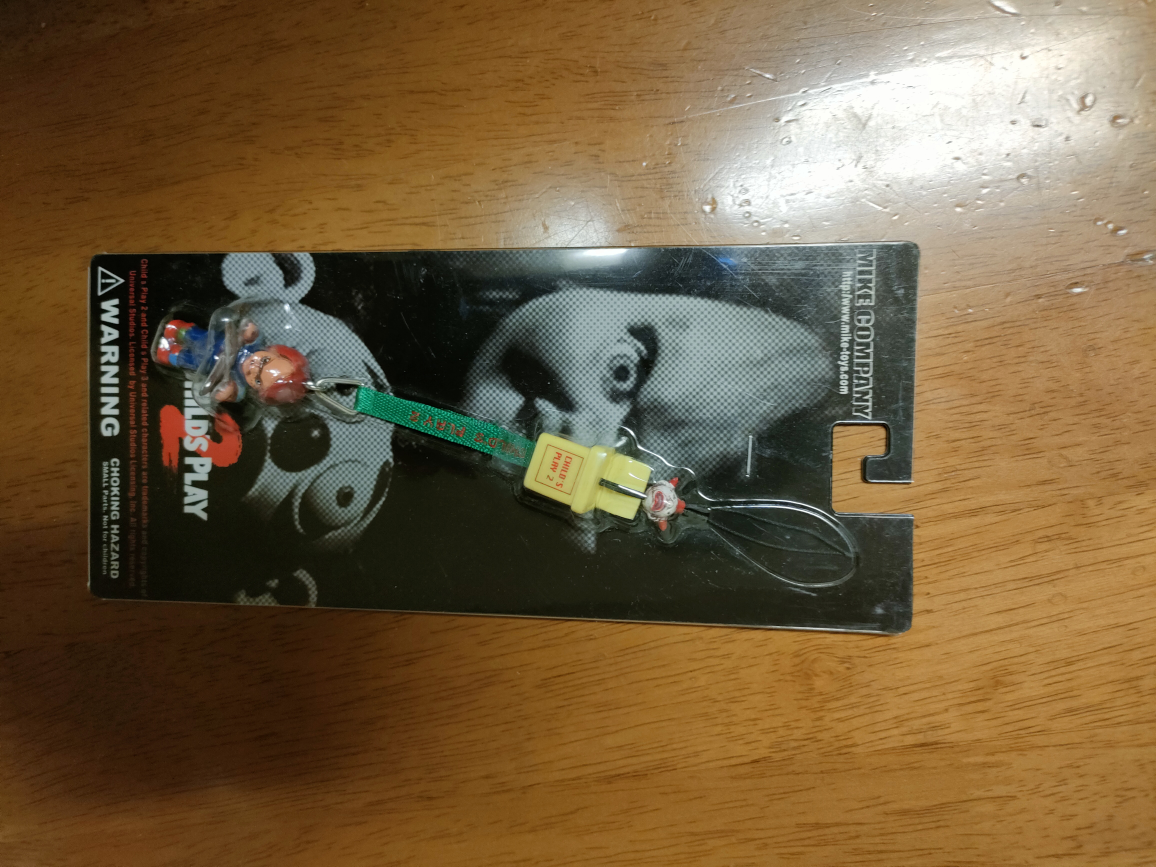 MIKE COMPANY
http://www.mike-toys.com
CHILD'S
PLAY 2
CHILD'S PLAY 2
HILD'S PLAY
2
Child's Play 2 and Child's Play 3 and related characters are trademarks and copyrights of
Universal Studios. Licensed by Universal Studios Licensing, Inc. All rights reserved.
WARNING
CHOKING HAZARD
SMALL Parts. Not for children